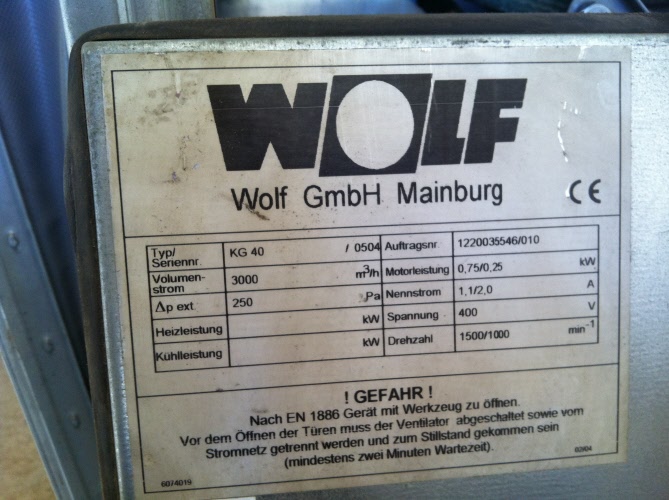 WOLF
Wolf GmbH Mainburg CE
Typ/ Seriennr. KG 40 / 0504 Auftragsnr. 1220035546/010
Volumen- strom 3000 m³/h Motorleistung 0,75/0,25 kW
Δp ext. 250 Pa Nennstrom 1,1/2,0 A
Heizleistung kW Spannung 400 V
Kühlleistung kW Drehzahl 1500/1000 min⁻¹
! GEFAHR !
Nach EN 1886 Gerät mit Werkzeug zu öffnen.
Vor dem Öffnen der Türen muss der Ventilator abgeschaltet sowie vom
Stromnetz getrennt werden und zum Stillstand gekommen sein
(mindestens zwei Minuten Wartezeit).
6074019